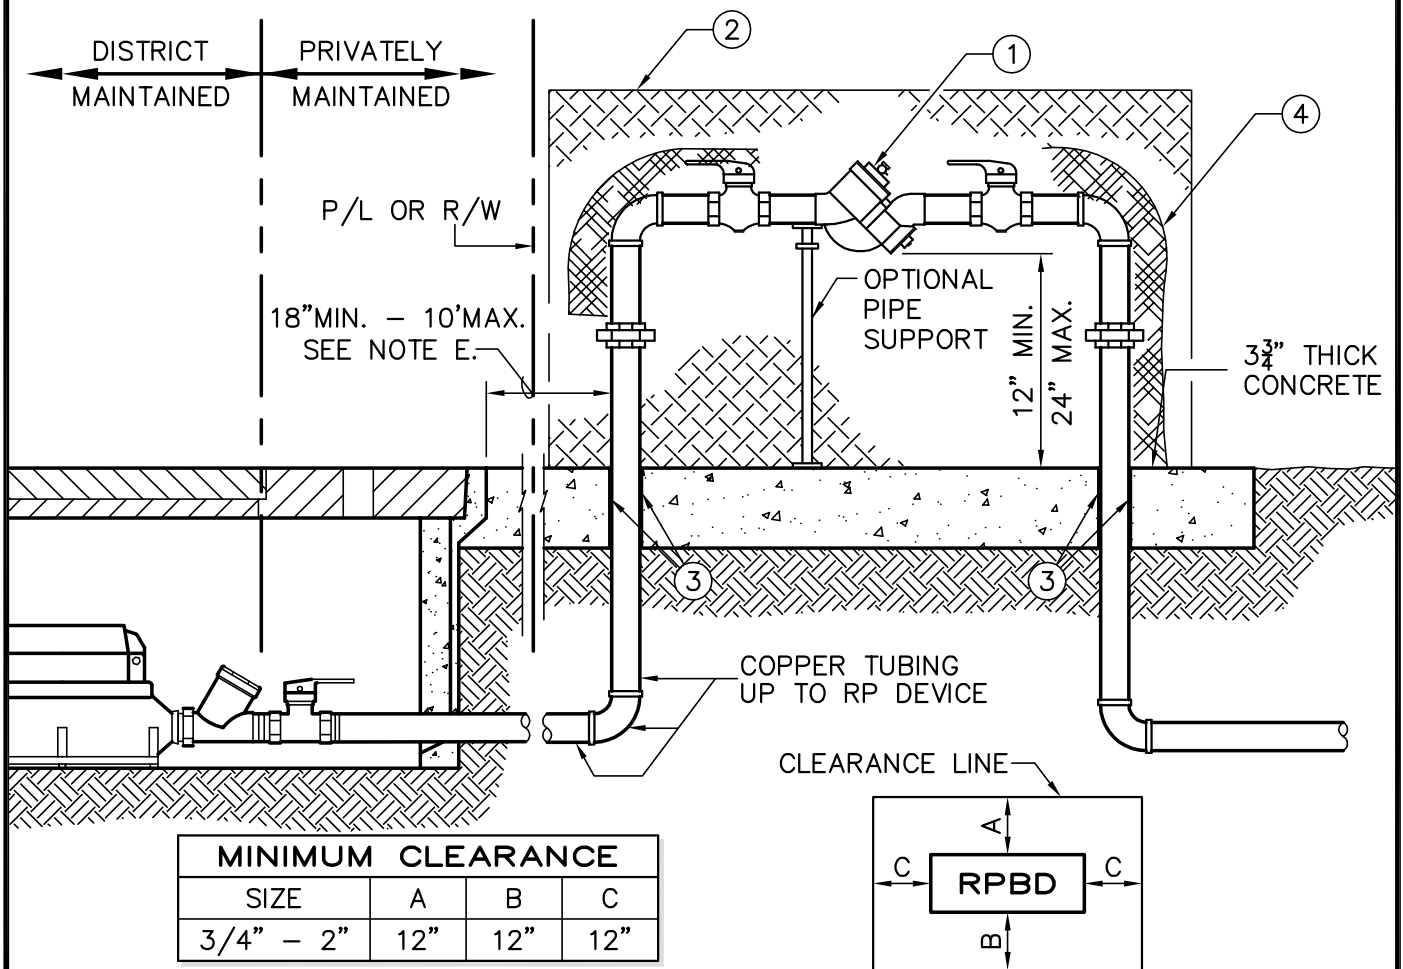 DISTRICT
MAINTAINED
PRIVATELY
MAINTAINED
2
1
4
P/L OR R/W
18"MIN. – 10'MAX.
SEE NOTE E.
OPTIONAL
PIPE
SUPPORT
12" MIN.
24" MAX.
3 3/4" THICK
CONCRETE
3
3
COPPER TUBING
UP TO RP DEVICE
CLEARANCE LINE
A
C
RPBD
C
B
MINIMUM CLEARANCE
SIZE A B C
3/4" – 2" 12" 12" 12"